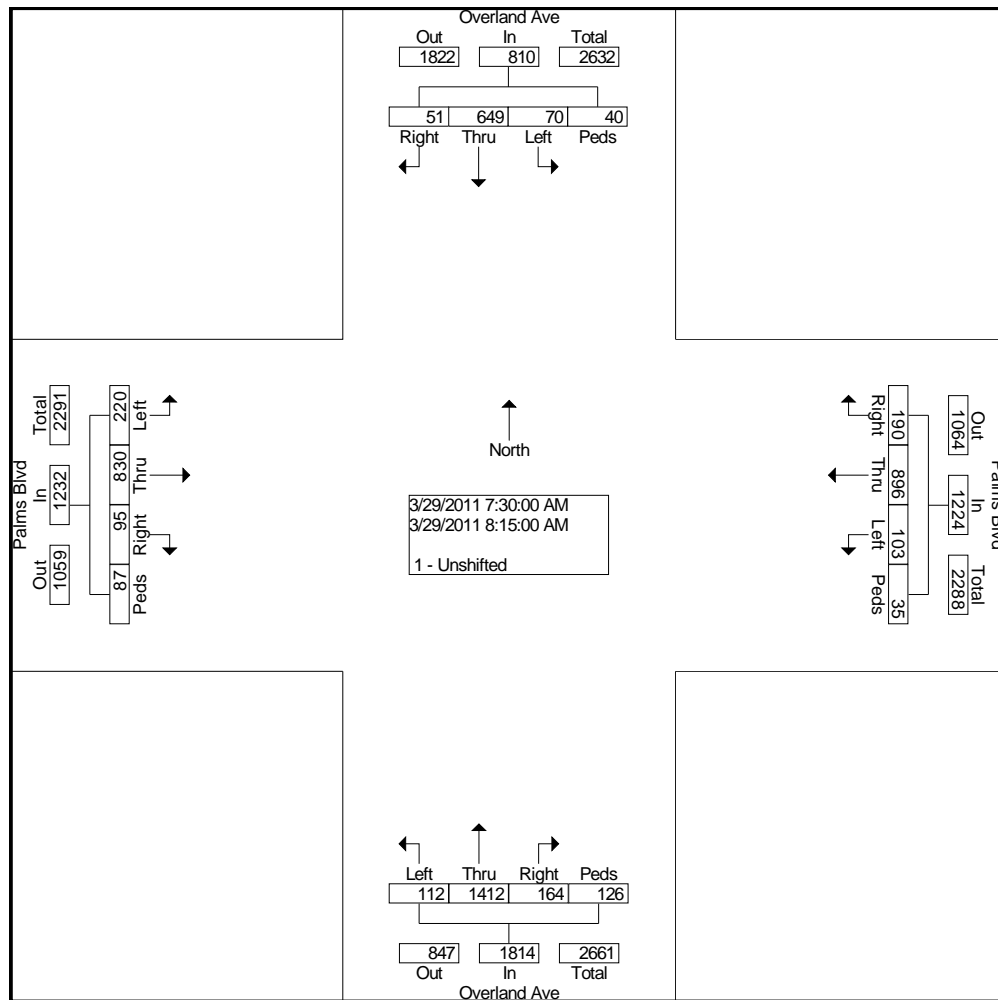 Overland Ave
Out In Total
1822 810 2632
51 649 70 40
Right Thru Left Peds
Palms Blvd
Total In Out
2291 1232 1059
220 830 95 87
Left Thru Right Peds
North
3/29/2011 7:30:00 AM
3/29/2011 8:15:00 AM
1 - Unshifted
Right Thru Left Peds
190 896 103 35
Out In Total
1064 1224 2288
Palms Blvd
Left Thru Right Peds
112 1412 164 126
847 1814 2661
Out In Total
Overland Ave